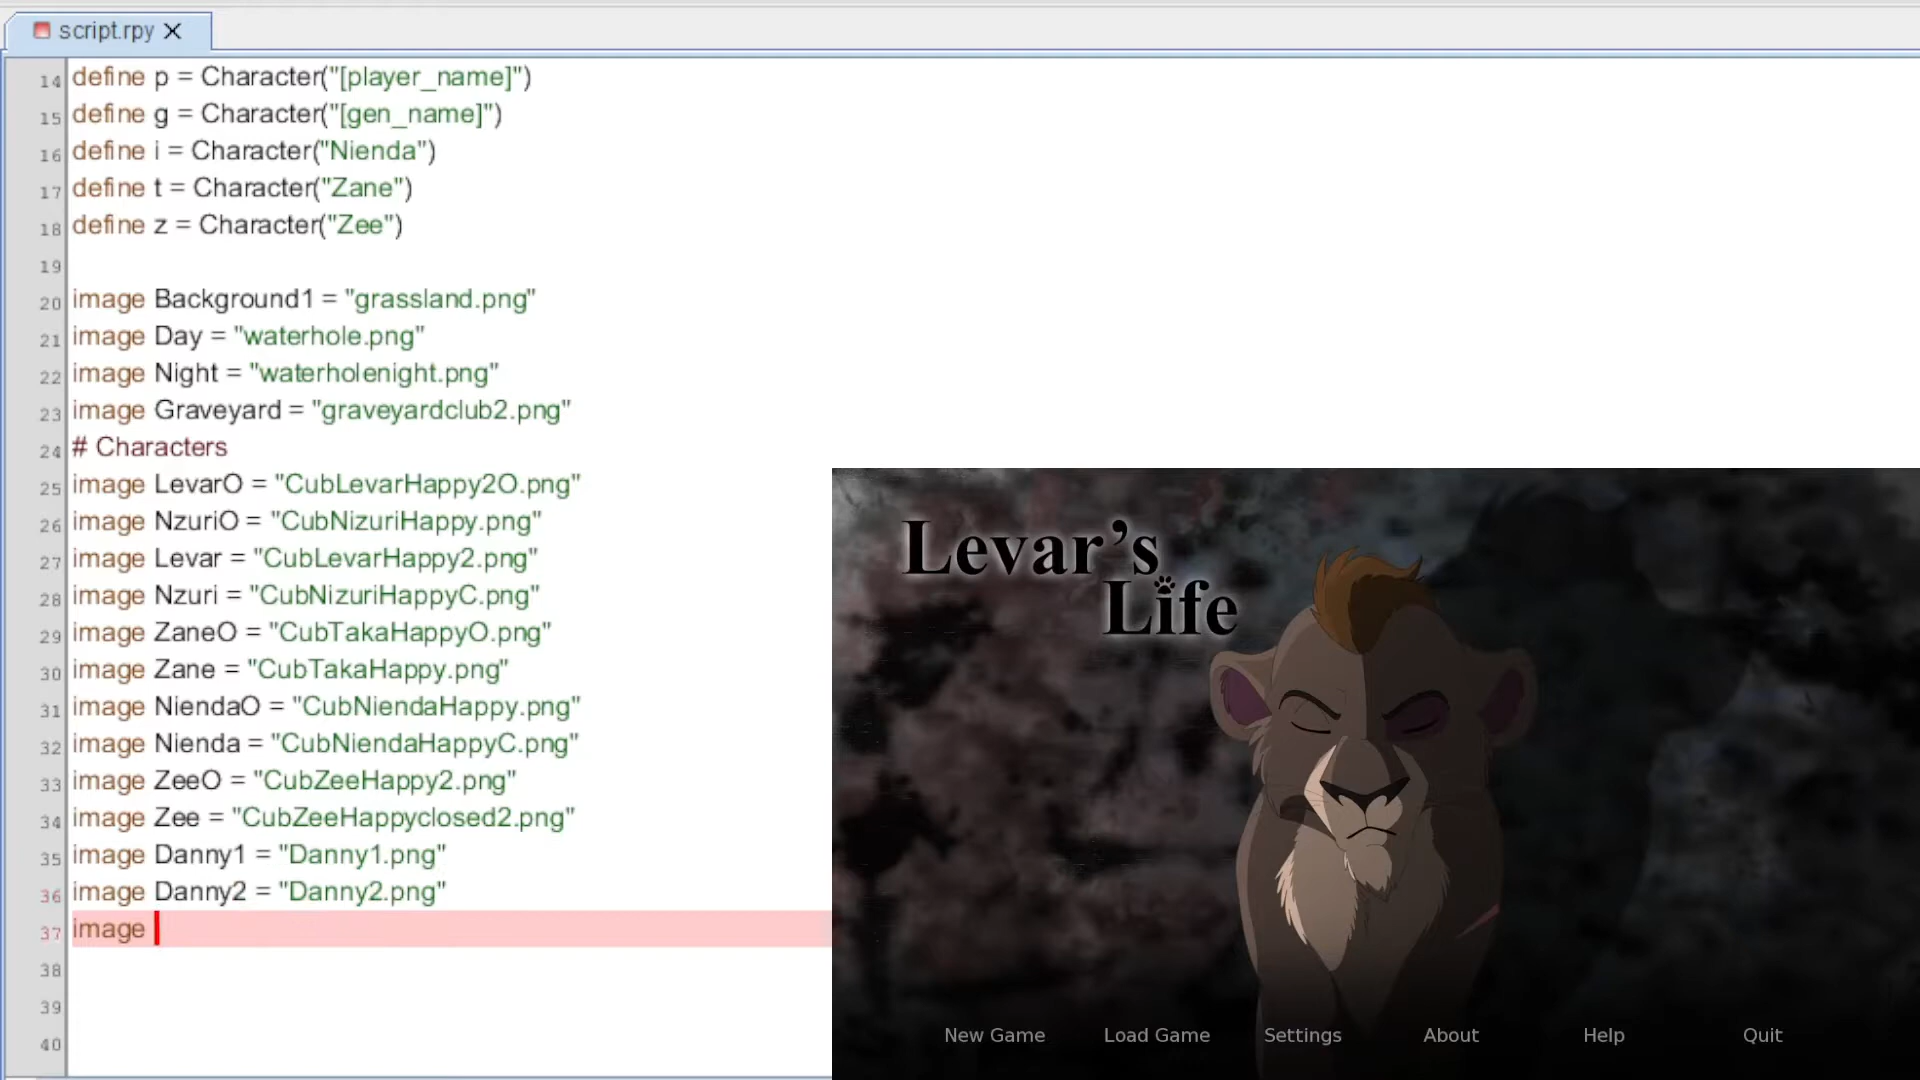 script.rpy
14 define p = Character("[player_name]")
15 define g = Character("[gen_name]")
16 define i = Character("Nienda")
17 define t = Character("Zane")
18 define z = Character("Zee")
19
20 image Background1 = "grassland.png"
21 image Day = "waterhole.png"
22 image Night = "waterholenight.png"
23 image Graveyard = "graveyardclub2.png"
24 # Characters
25 image LevarO = "CubLevarHappy2O.png"
26 image NzuriO = "CubNizuriHappy.png"
27 image Levar = "CubLevarHappy2.png"
28 image Nzuri = "CubNizuriHappyC.png"
29 image ZaneO = "CubTakaHappyO.png"
30 image Zane = "CubTakaHappy.png"
31 image NiendaO = "CubNiendaHappy.png"
32 image Nienda = "CubNiendaHappyC.png"
33 image ZeeO = "CubZeeHappy2.png"
34 image Zee = "CubZeeHappyclosed2.png"
35 image Danny1 = "Danny1.png"
36 image Danny2 = "Danny2.png"
37 image
38
39
40
Levar's
Life
New Game Load Game Settings About Help Quit